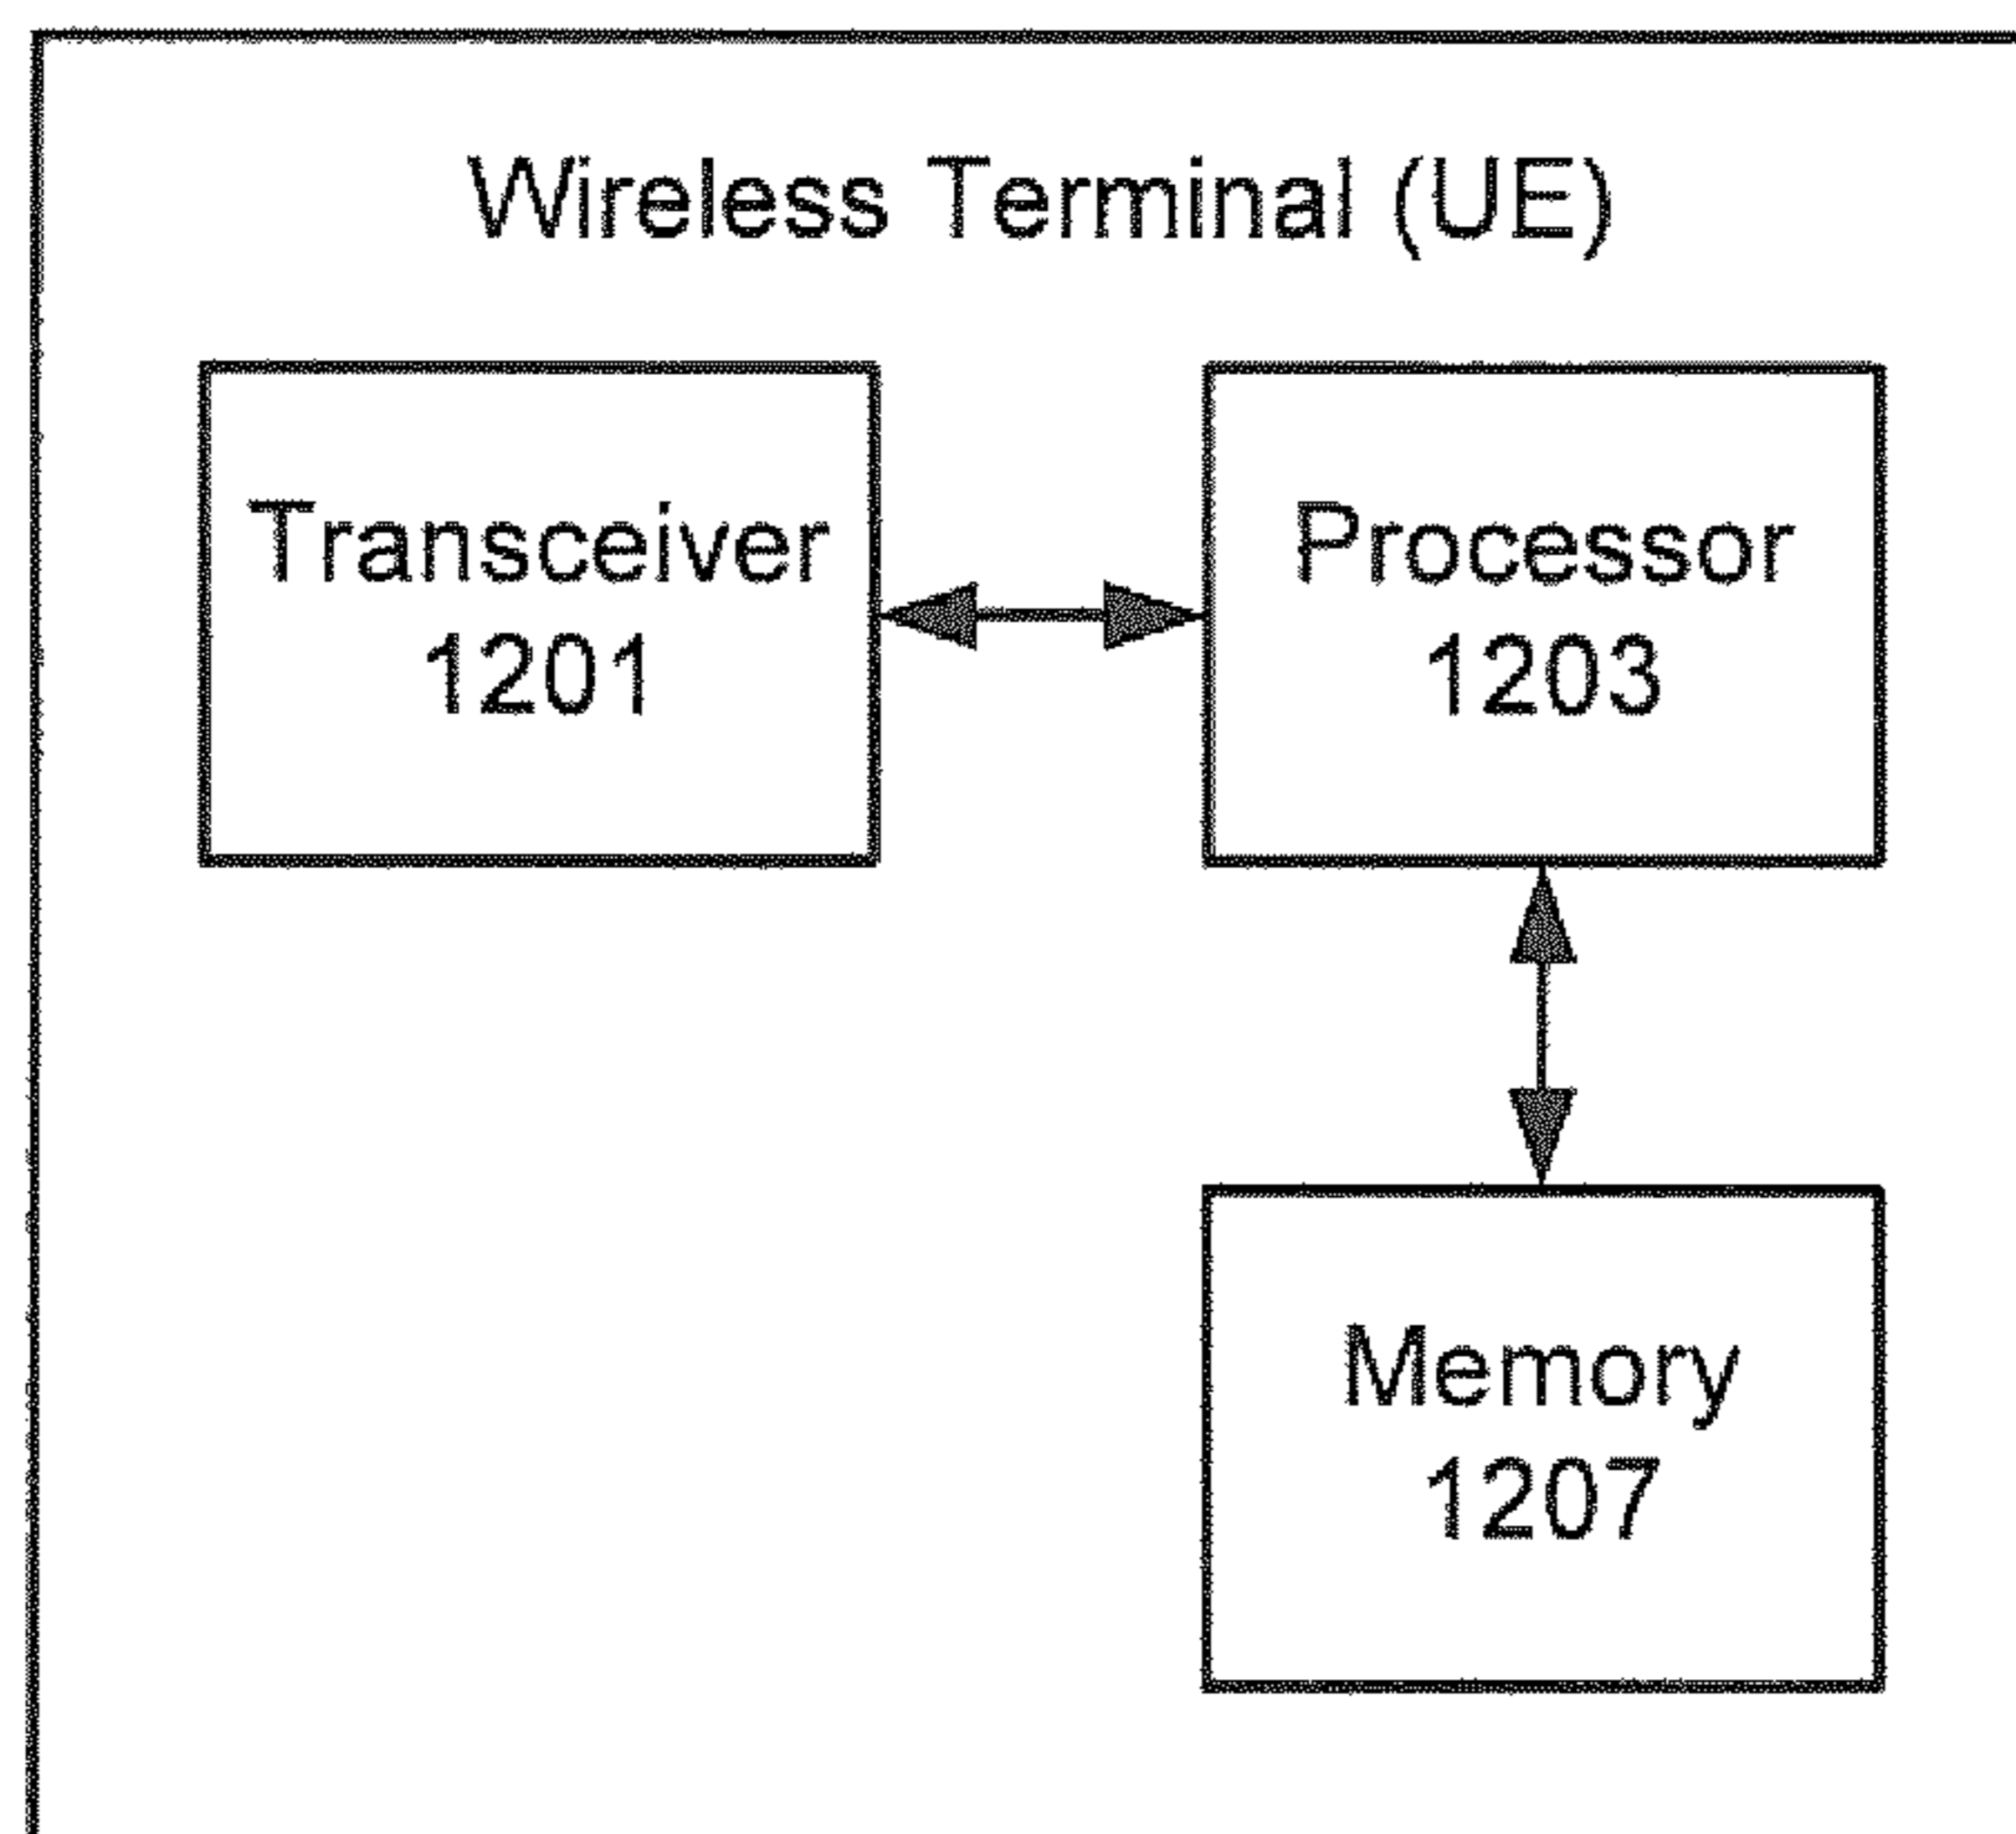 Wireless Terminal (UE)
Transceiver
1201
Processor
1203
Memory
1207